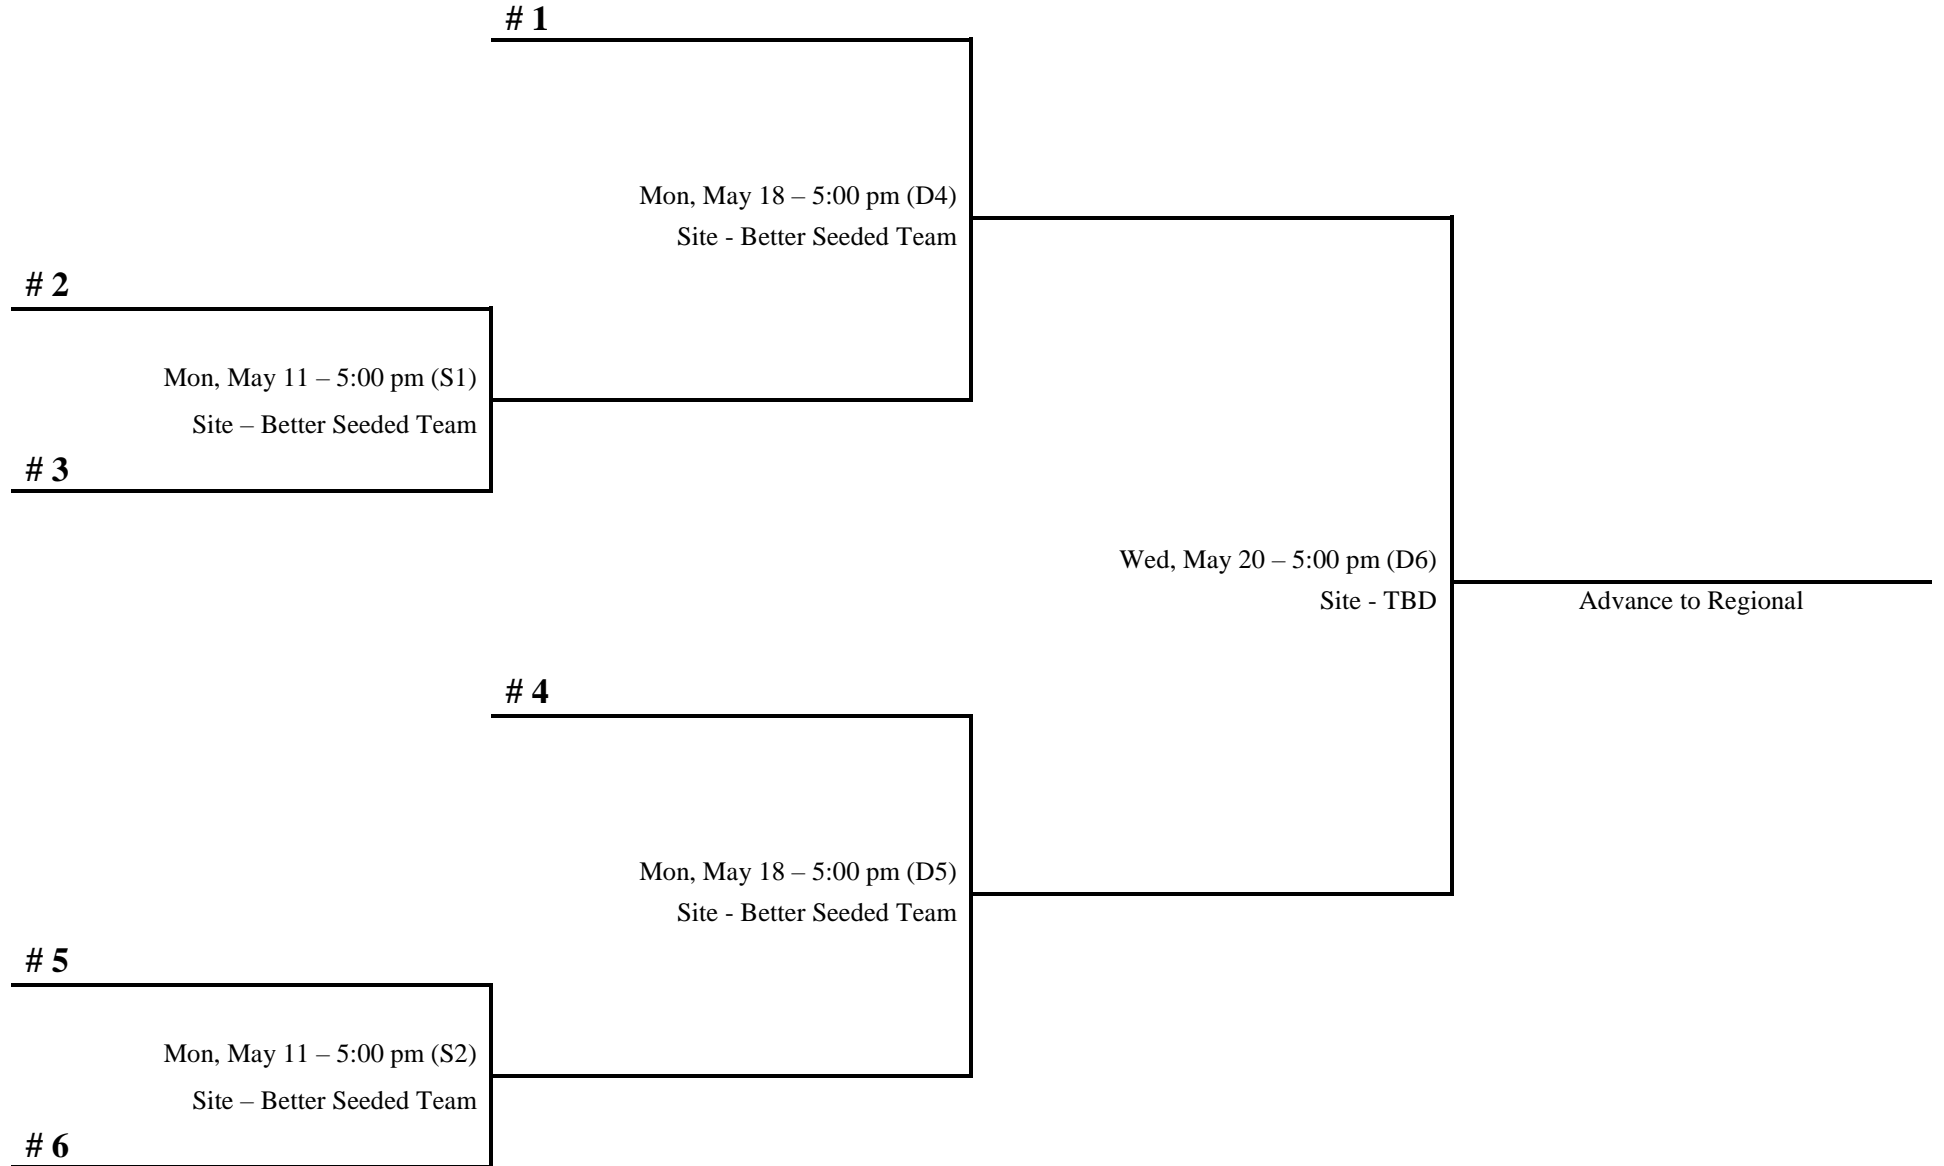 # 1
Mon, May 18 – 5:00 pm (D4)
Site - Better Seeded Team
# 2
Mon, May 11 – 5:00 pm (S1)
Site – Better Seeded Team
# 3
Wed, May 20 – 5:00 pm (D6)
Site - TBD
Advance to Regional
# 4
Mon, May 18 – 5:00 pm (D5)
Site - Better Seeded Team
# 5
Mon, May 11 – 5:00 pm (S2)
Site – Better Seeded Team
# 6